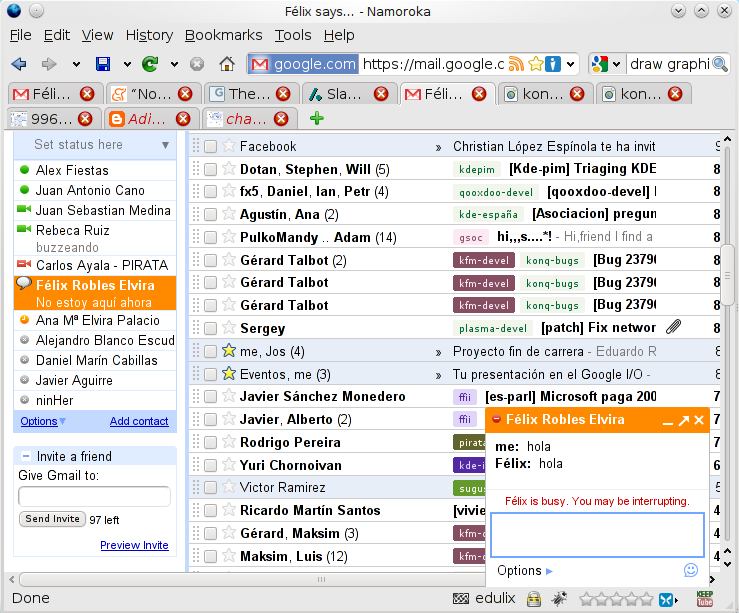 Félix says... - Namoroka
File Edit View History Bookmarks Tools Help
google.com https://mail.google.c draw graphi
Féli... “No... The... Sla... Féli... kon... kon...
996... Adi... cha...
Set status here
Alex Fiestas
Juan Antonio Cano
Juan Sebastian Medina
Rebeca Ruiz
buzzeando
Carlos Ayala - PIRATA
Félix Robles Elvira
No estoy aquí ahora
Ana Mª Elvira Palacio
Alejandro Blanco Escud
Daniel Marín Cabillas
Javier Aguirre
ninHer
Options Add contact
Invite a friend
Give Gmail to:
Send Invite 97 left
Preview Invite
Facebook » Christian López Espínola te ha invit
Dotan, Stephen, Will (5) kdepim [Kde-pim] Triaging KDE 8
fx5, Daniel, Ian, Petr (4) qooxdoo-devel [qooxdoo-devel] 8
Agustín, Ana (2) kde-españa [Asociacion] pregun 8
PulkoMandy .. Adam (14) gsoc hi,,,s....*! - Hi,friend I find a 8
Gérard Talbot (2) kfm-devel konq-bugs [Bug 2379 8
Gérard Talbot kfm-devel konq-bugs [Bug 2379 8
Gérard Talbot kfm-devel konq-bugs [Bug 2379 8
Sergey plasma-devel [patch] Fix networ 8
me, Jos (4) » Proyecto fin de carrera - Eduardo R 8
Eventos, me (3) » Tu presentación en el Google I/O - 8
Javier Sánchez Monedero ffii [es-parl] Microsoft paga 200 8
Javier, Alberto (2) ffii
Rodrigo Pereira pirata
Yuri Chornoivan kde-i
Victor Ramirez sugus
Ricardo Martín Santos [vivie
Gérard, Maksim (3) kfm-d
Maksim, Luis (12) kfm-d
Félix Robles Elvira
me: hola
Félix: hola
Félix is busy. You may be interrupting.
Options
Done edulix KEEP Tube